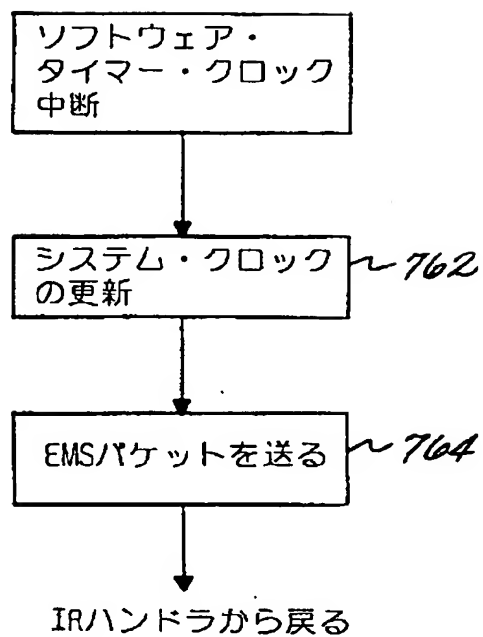 ソフトウェア・
タイマー・クロック
中断
システム・クロック
の更新
762
EMSパケットを送る
764
IRハンドラから戻る